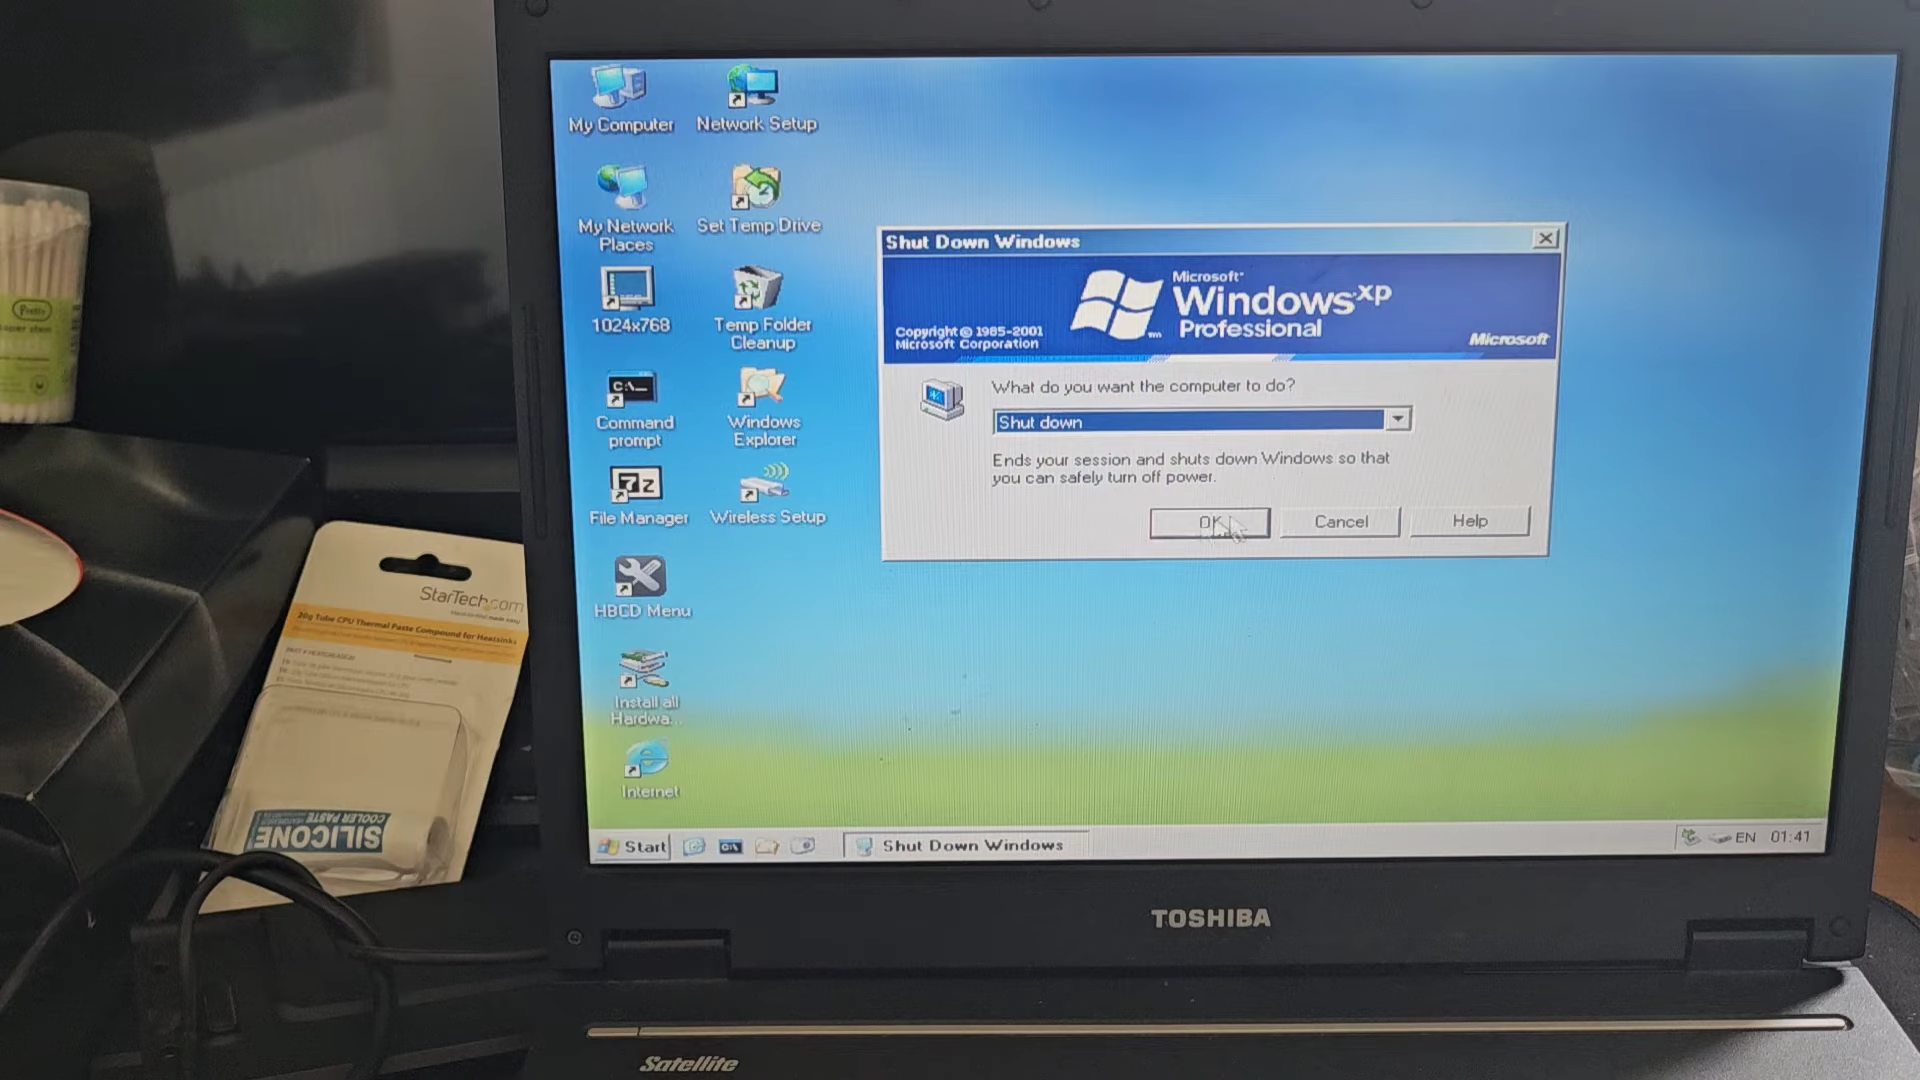 My Computer
Network Setup
My Network
Places
Set Temp Drive
1024x768
Temp Folder
Cleanup
C:\
Command
prompt
Windows
Explorer
7z
File Manager
Wireless Setup
HBCD Menu
Install all
Hardwa...
Internet
Shut Down Windows
Microsoft
Windows xp
Professional
Copyright © 1985-2001
Microsoft Corporation
Microsoft
What do you want the computer to do?
Shut down
Ends your session and shuts down Windows so that
you can safely turn off power.
OK
Cancel
Help
Start
Shut Down Windows
EN 01:41
TOSHIBA
Satellite
Pretty
StarTech.com
20g Tube CPU Thermal Paste Compound for Heatsinks
SILICONE
COOLER PASTE